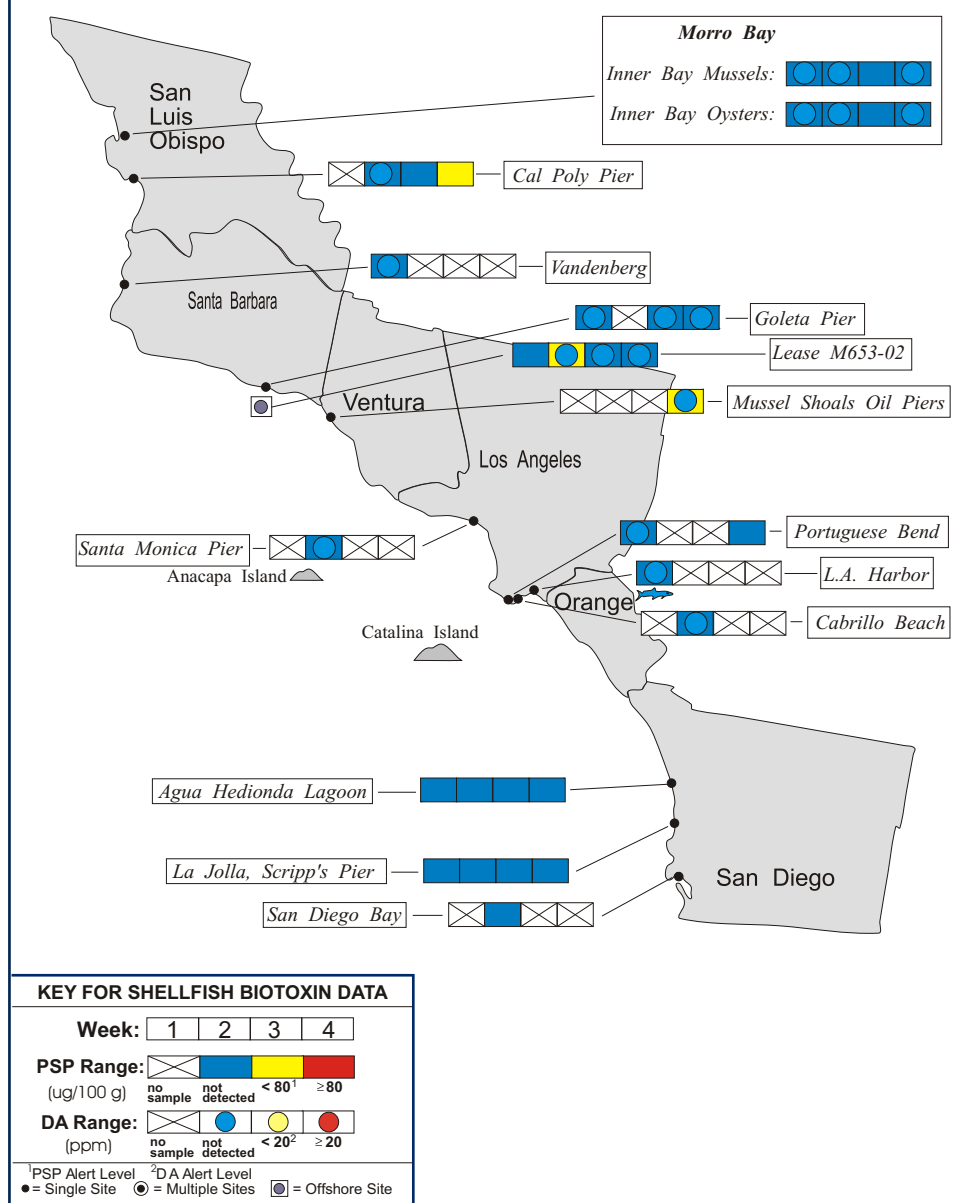 Morro Bay
Inner Bay Mussels:
Inner Bay Oysters:
San
Luis
Obispo
Cal Poly Pier
Vandenberg
Santa Barbara
Goleta Pier
Lease M653-02
Ventura
Mussel Shoals Oil Piers
Los Angeles
Santa Monica Pier
Portuguese Bend
Anacapa Island
L.A. Harbor
Orange
Cabrillo Beach
Catalina Island
Agua Hedionda Lagoon
La Jolla, Scripp's Pier
San Diego
San Diego Bay
KEY FOR SHELLFISH BIOTOXIN DATA
Week: 1 2 3 4
PSP Range:
(ug/100 g)
no sample not detected < 80¹ ≥ 80
DA Range:
(ppm)
no sample not detected < 20² ≥ 20
¹PSP Alert Level ²DA Alert Level
= Single Site = Multiple Sites = Offshore Site